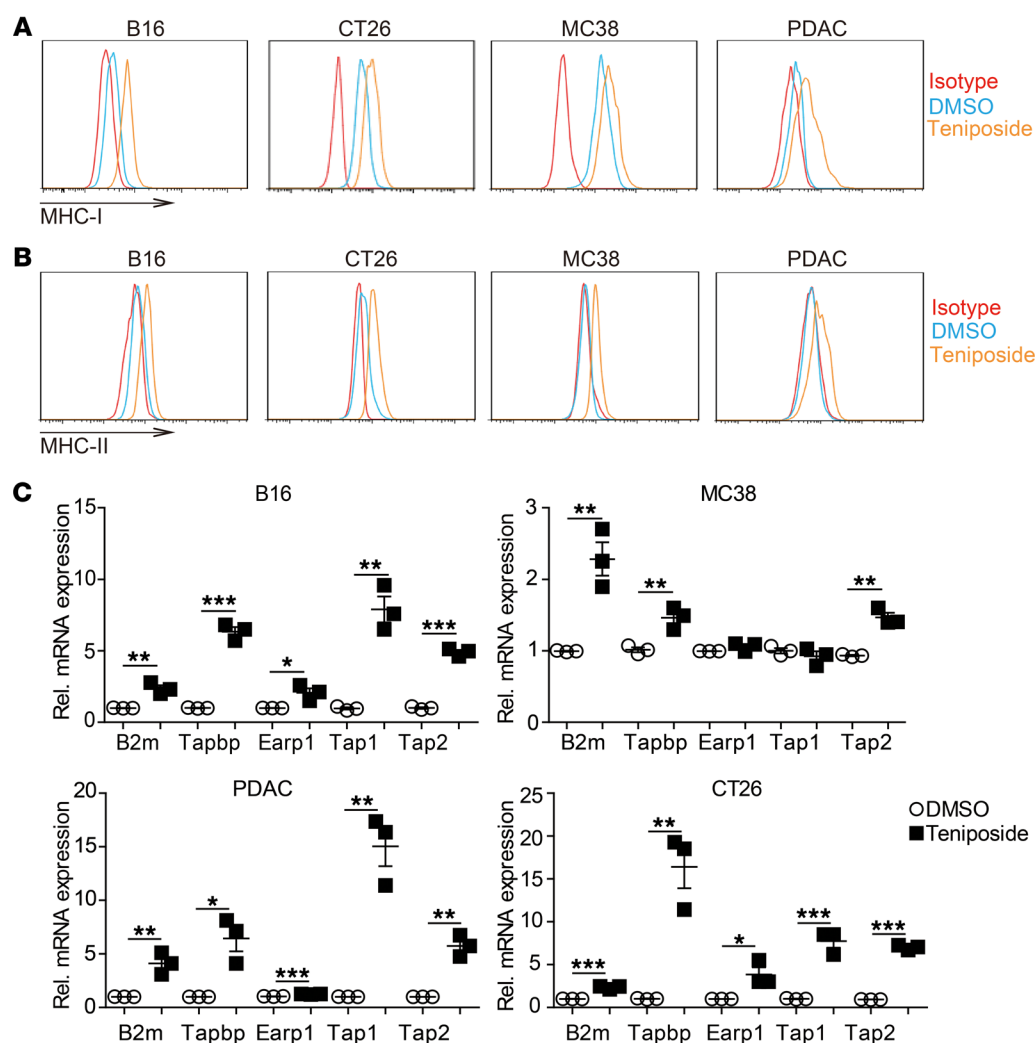 A
B16
CT26
MC38
PDAC
Isotype
DMSO
Teniposide
MHC-I
B
B16
CT26
MC38
PDAC
Isotype
DMSO
Teniposide
MHC-II
C
B16
Rel. mRNA expression
15
10
5
0
**
***
*
**
***
B2m Tapbp Earp1 Tap1 Tap2
MC38
Rel. mRNA expression
3
2
1
0
**
**
**
B2m Tapbp Earp1 Tap1 Tap2
PDAC
Rel. mRNA expression
20
15
10
5
0
**
*
***
**
**
B2m Tapbp Earp1 Tap1 Tap2
CT26
Rel. mRNA expression
25
20
15
10
5
0
***
**
*
***
***
B2m Tapbp Earp1 Tap1 Tap2
DMSO
Teniposide